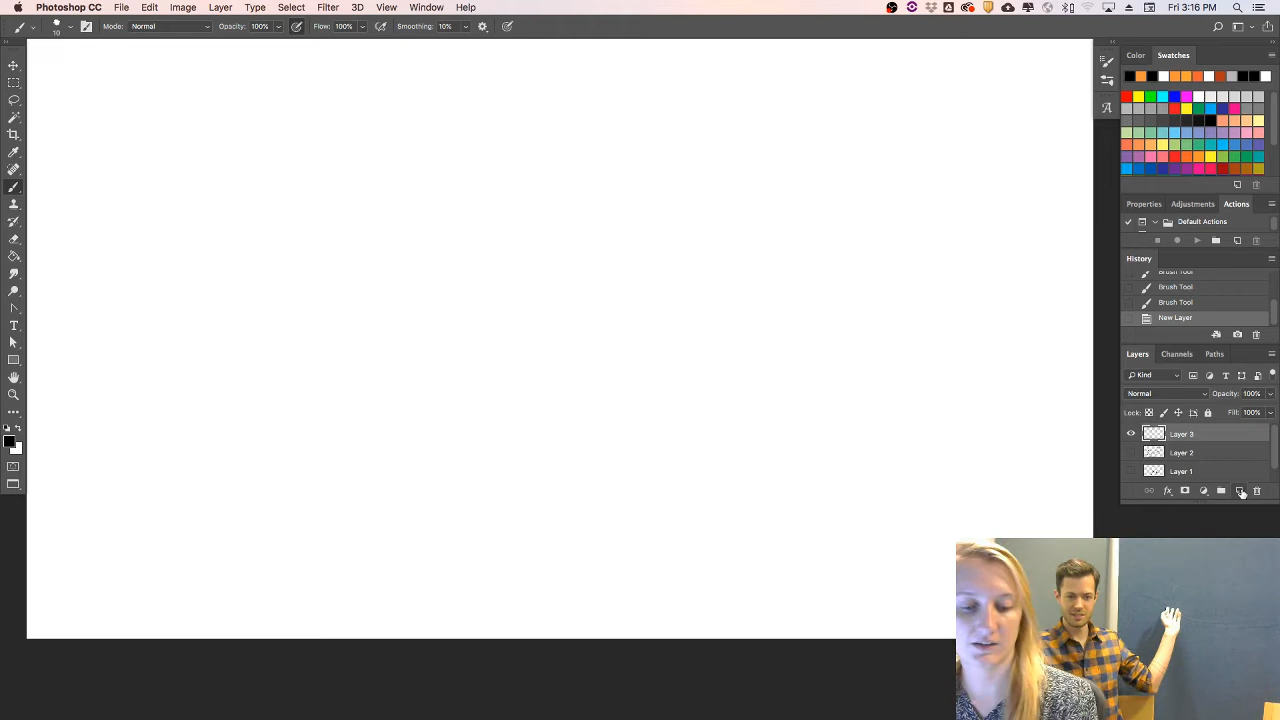 Photoshop CC File Edit Image Layer Type Select Filter 3D View Window Help Fri 3:16 PM
10 Mode: Normal Opacity: 100% Flow: 100% Smoothing: 10%
Color Swatches
Properties Adjustments Actions
Default Actions
History
Brush Tool
Brush Tool
Brush Tool
New Layer
Layers Channels Paths
Kind
Normal Opacity: 100%
Lock: Fill: 100%
Layer 3
Layer 2
Layer 1